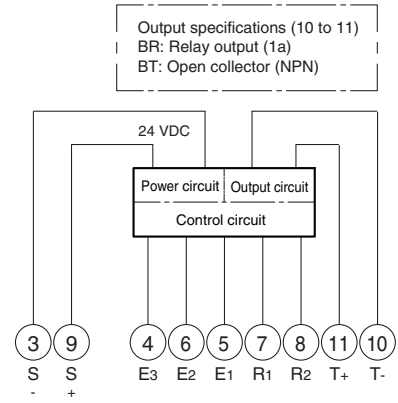 Output specifications (10 to 11)
BR: Relay output (1a)
BT: Open collector (NPN)
24 VDC
Power circuit Output circuit
Control circuit
3 9 4 6 5 7 8 11 10
S S E3 E2 E1 R1 R2 T+ T-
- +